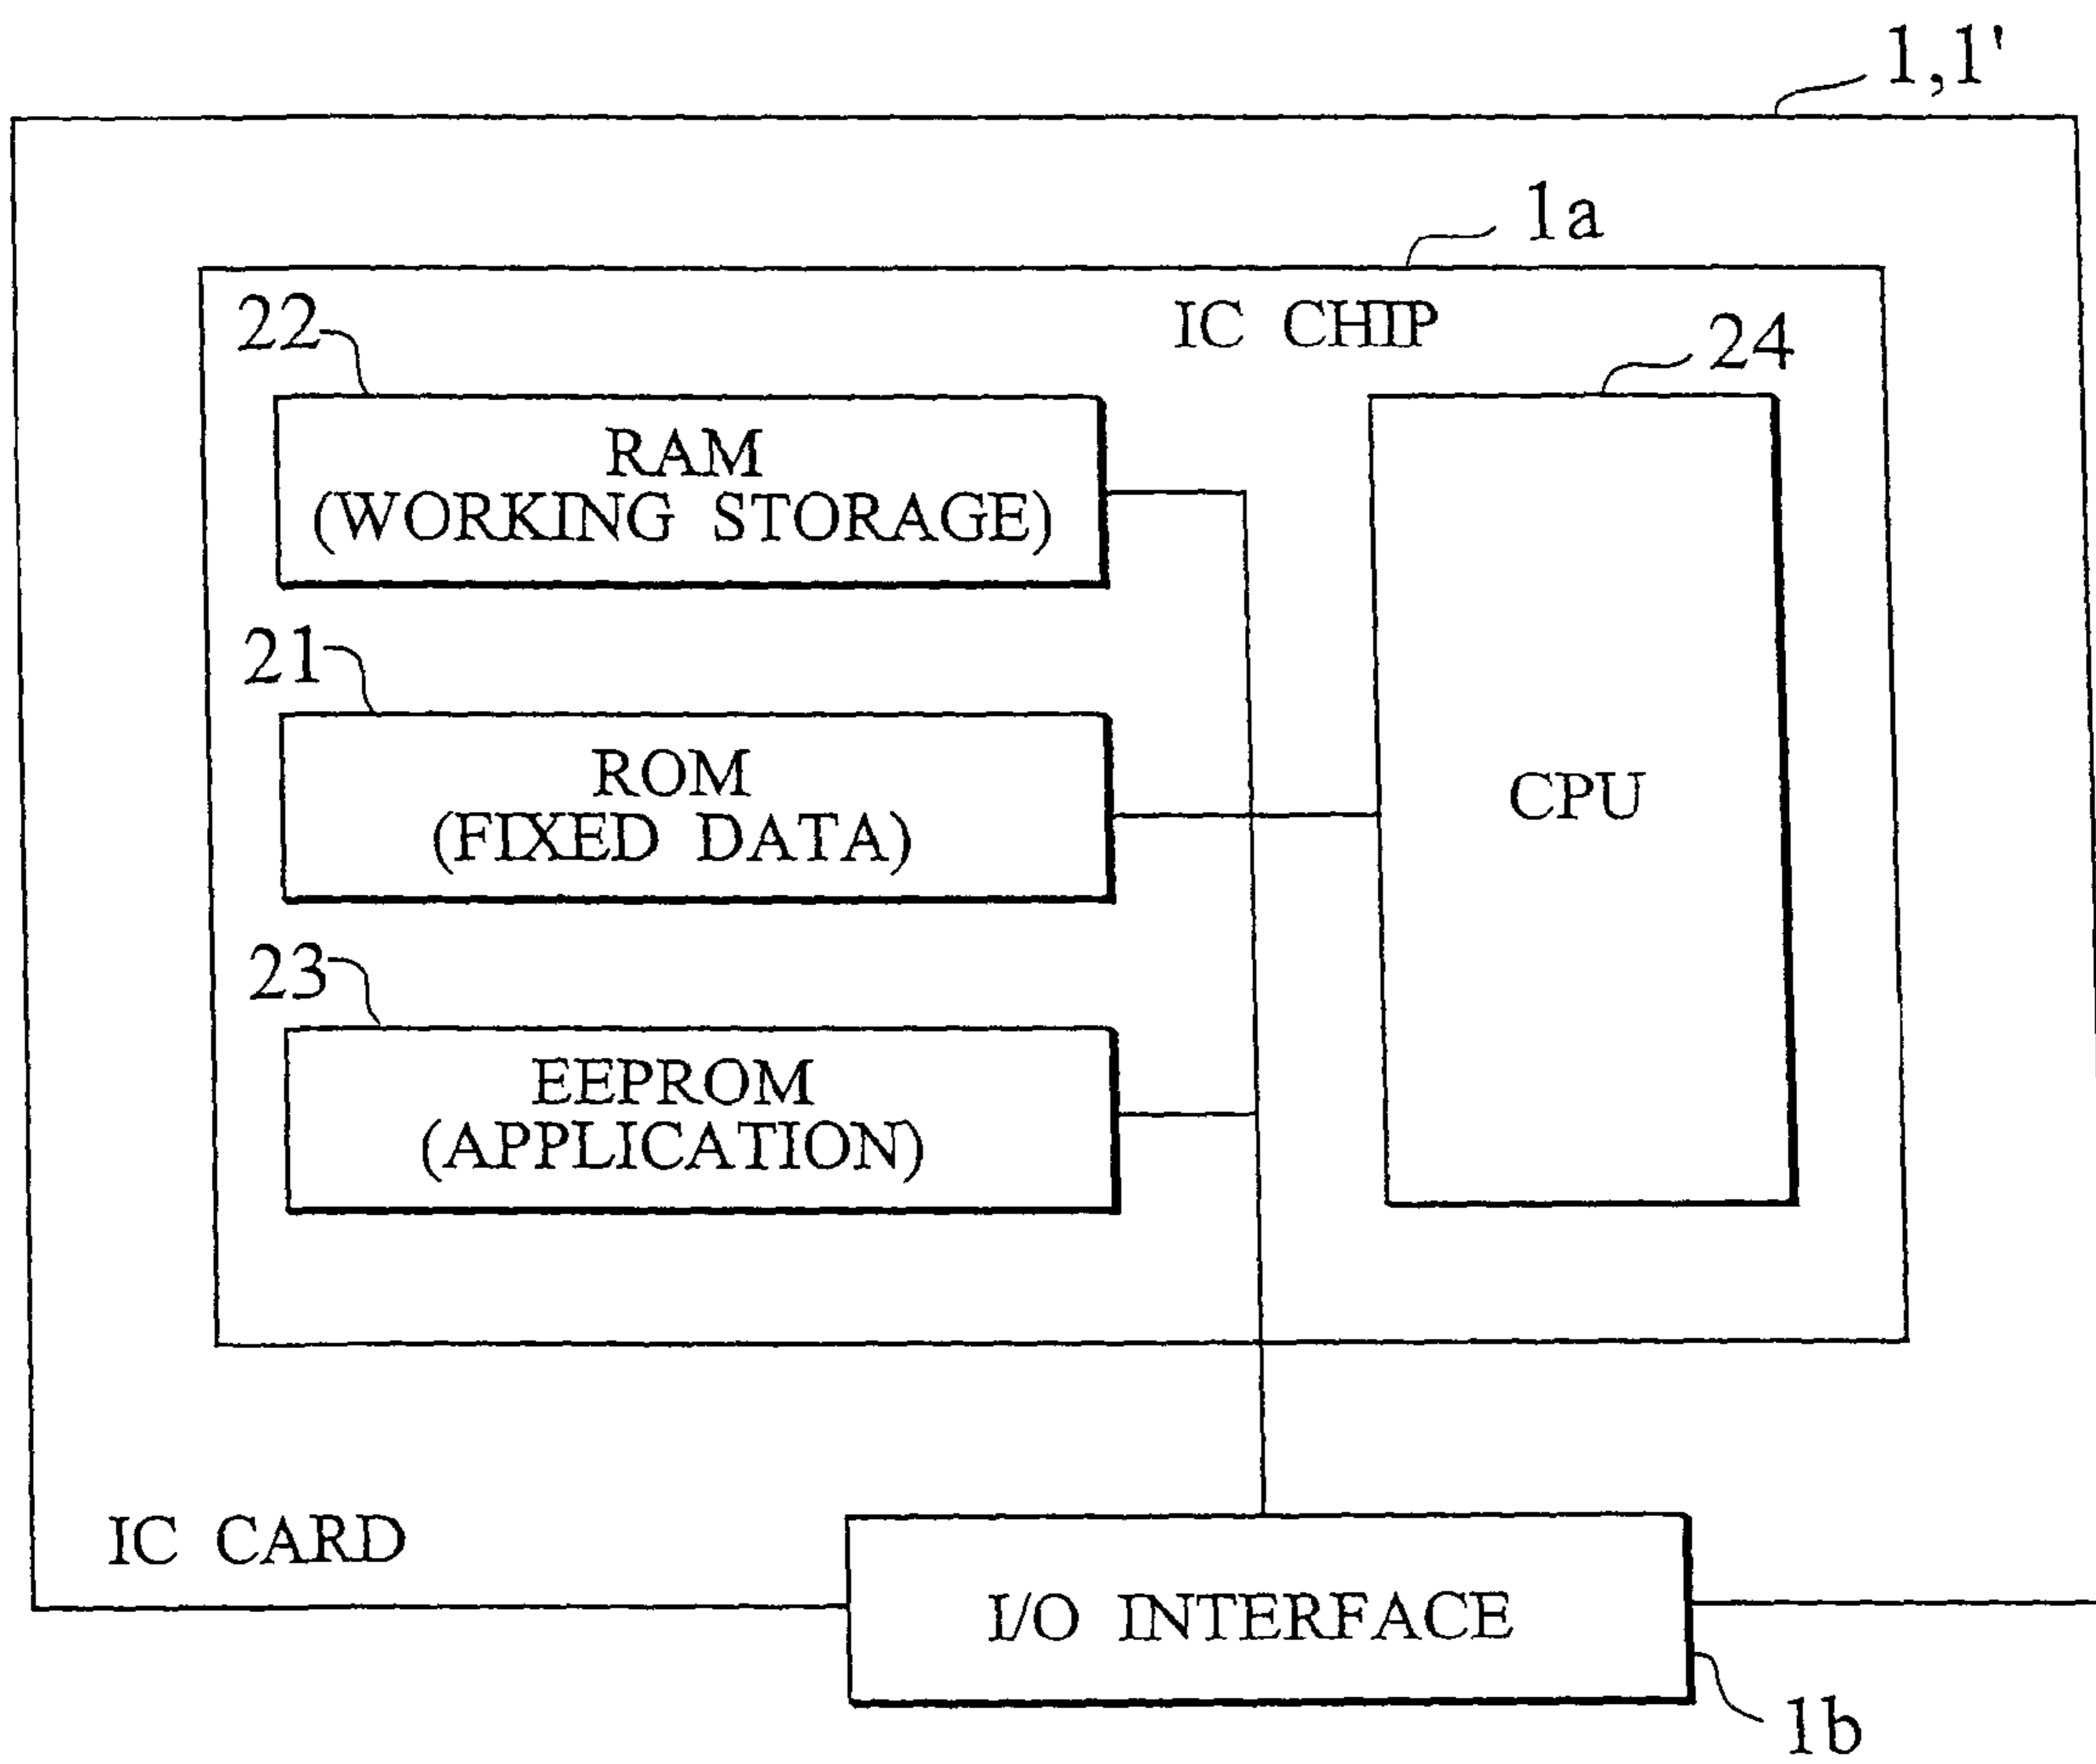 1,1'
1a
IC CHIP
22
24
RAM
(WORKING STORAGE)
21
ROM
(FIXED DATA)
CPU
23
EEPROM
(APPLICATION)
IC CARD
I/O INTERFACE
1b